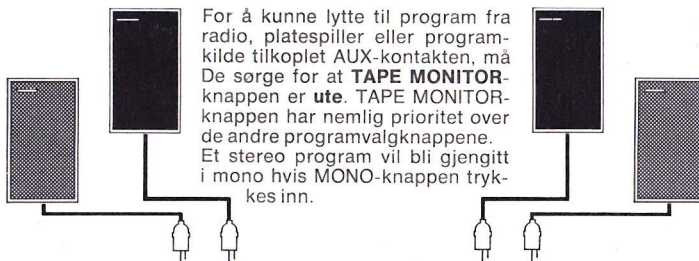 For å kunne lytte til program fra
radio, platespiller eller program-
kilde tilkoplet AUX-kontakten, må
De sørge for at TAPE MONITOR-
knappen er ute. TAPE MONITOR-
knappen har nemlig prioritet over
de andre programvalgknappene.
Et stereo program vil bli gjengitt
i mono hvis MONO-knappen tryk-
kes inn.